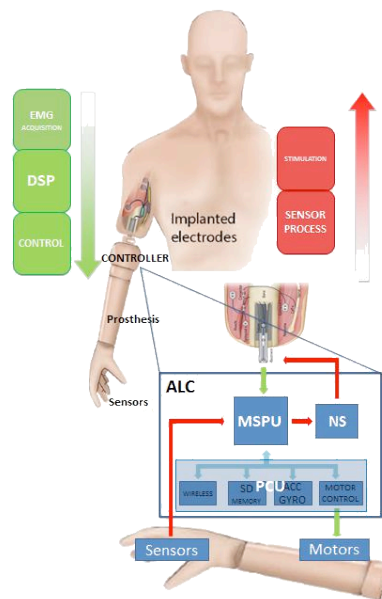 EMG
ACQUISITION
DSP
CONTROL
STIMULATION
SENSOR
PROCESS
Implanted
electrodes
CONTROLLER
Prosthesis
Sensors
ALC
MSPU
NS
PCU
WIRELESS
SD
MEMORY
ACC
GYRO
MOTOR
CONTROL
Sensors
Motors